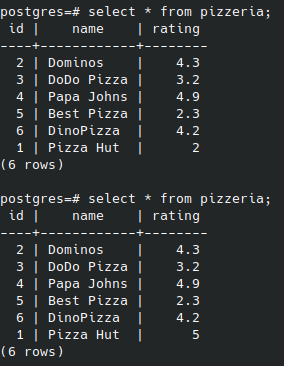 postgres=# select * from pizzeria;
 id |    name    | rating
----+------------+--------
  2 | Dominos    |    4.3
  3 | DoDo Pizza |    3.2
  4 | Papa Johns |    4.9
  5 | Best Pizza |    2.3
  6 | DinoPizza  |    4.2
  1 | Pizza Hut  |      2
(6 rows)

postgres=# select * from pizzeria;
 id |    name    | rating
----+------------+--------
  2 | Dominos    |    4.3
  3 | DoDo Pizza |    3.2
  4 | Papa Johns |    4.9
  5 | Best Pizza |    2.3
  6 | DinoPizza  |    4.2
  1 | Pizza Hut  |      5
(6 rows)